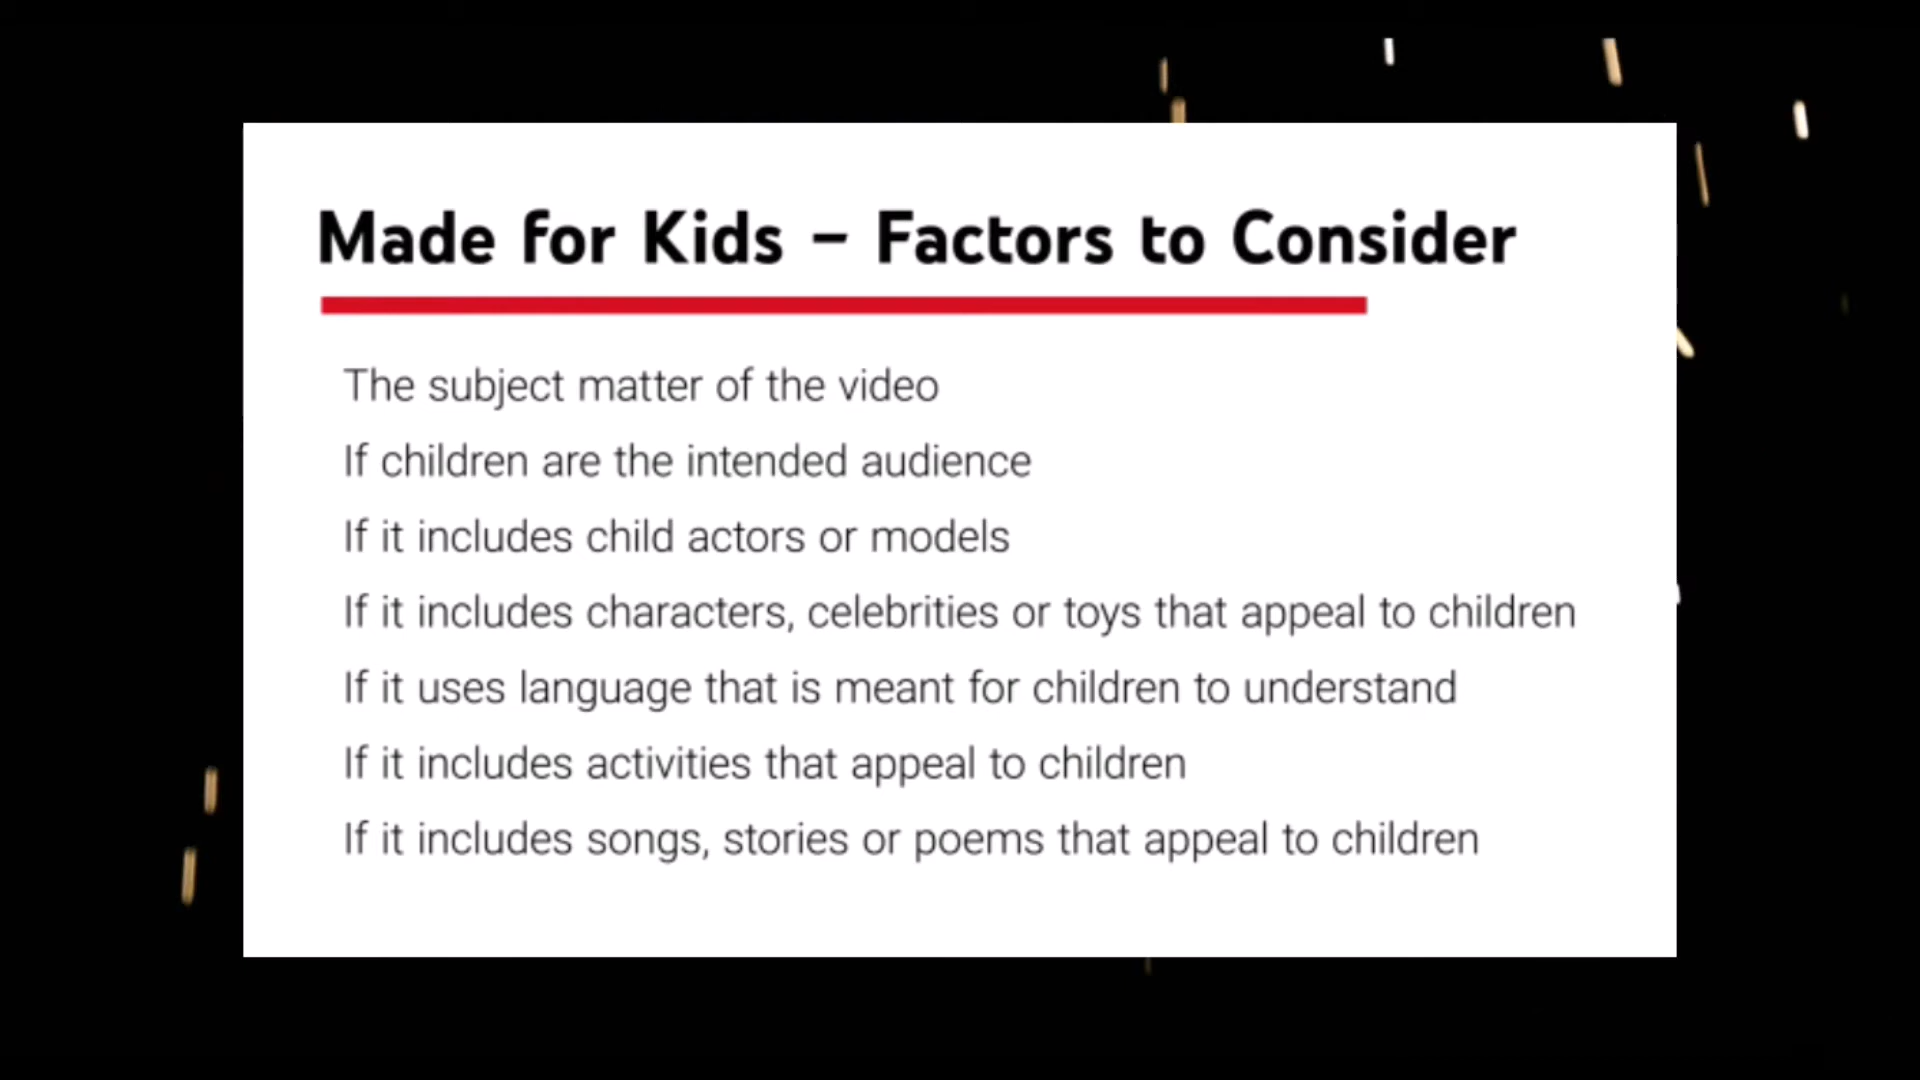 Made for Kids – Factors to Consider
The subject matter of the video
If children are the intended audience
If it includes child actors or models
If it includes characters, celebrities or toys that appeal to children
If it uses language that is meant for children to understand
If it includes activities that appeal to children
If it includes songs, stories or poems that appeal to children